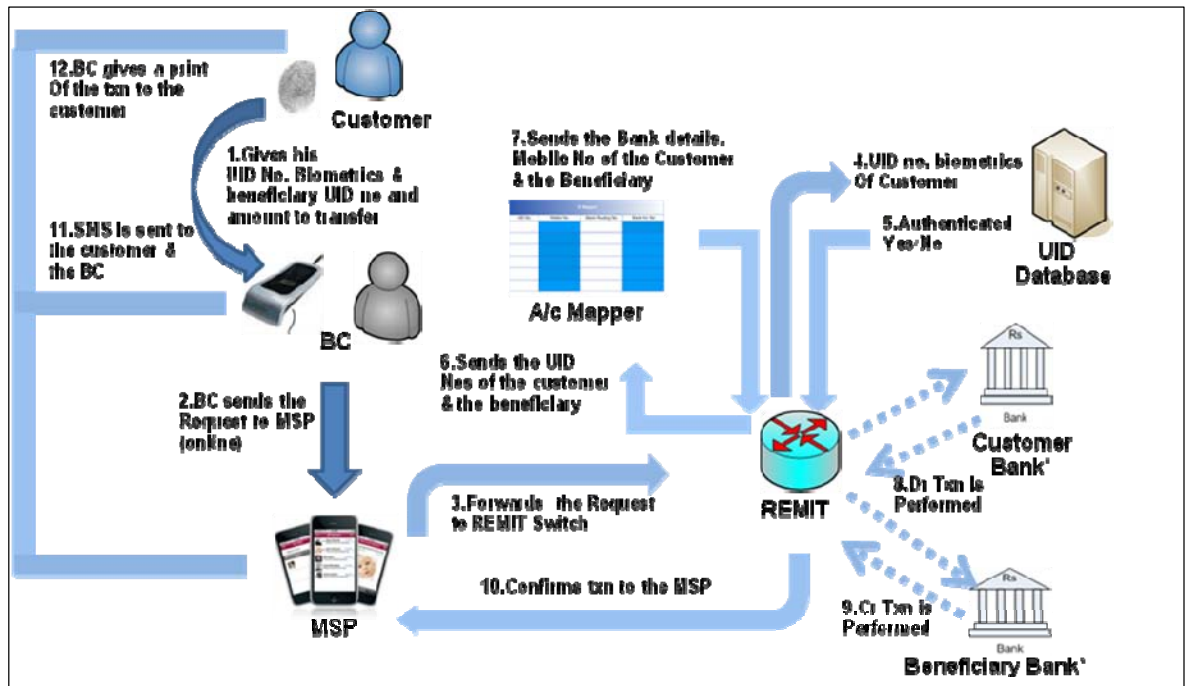 12.BC gives a print
Of the txn to the
customer
Customer
1.Gives his
UID No. Biometrics &
beneficiary UID no and
amount to transfer
11.SMS is sent to
the customer &
the BC
BC
2.BC sends the
Request to MSP
(online)
MSP
3.Forwards the Request
to REMIT Switch
10.Confirms txn to the MSP
7.Sends the Bank details.
Mobile No of the Customer
& the Beneficiary
A/c Mapper
6.Sends the UID
Nos of the customer
& the beneficiary
REMIT
4.UID no. biometrics
Of Customer
5.Authenticated
Yes/No
UID
Database
Rs
Bank
Customer
Bank'
8.Dr Txn is
Performed
9.Cr Txn is
Performed
Rs
Bank
Beneficiary Bank'